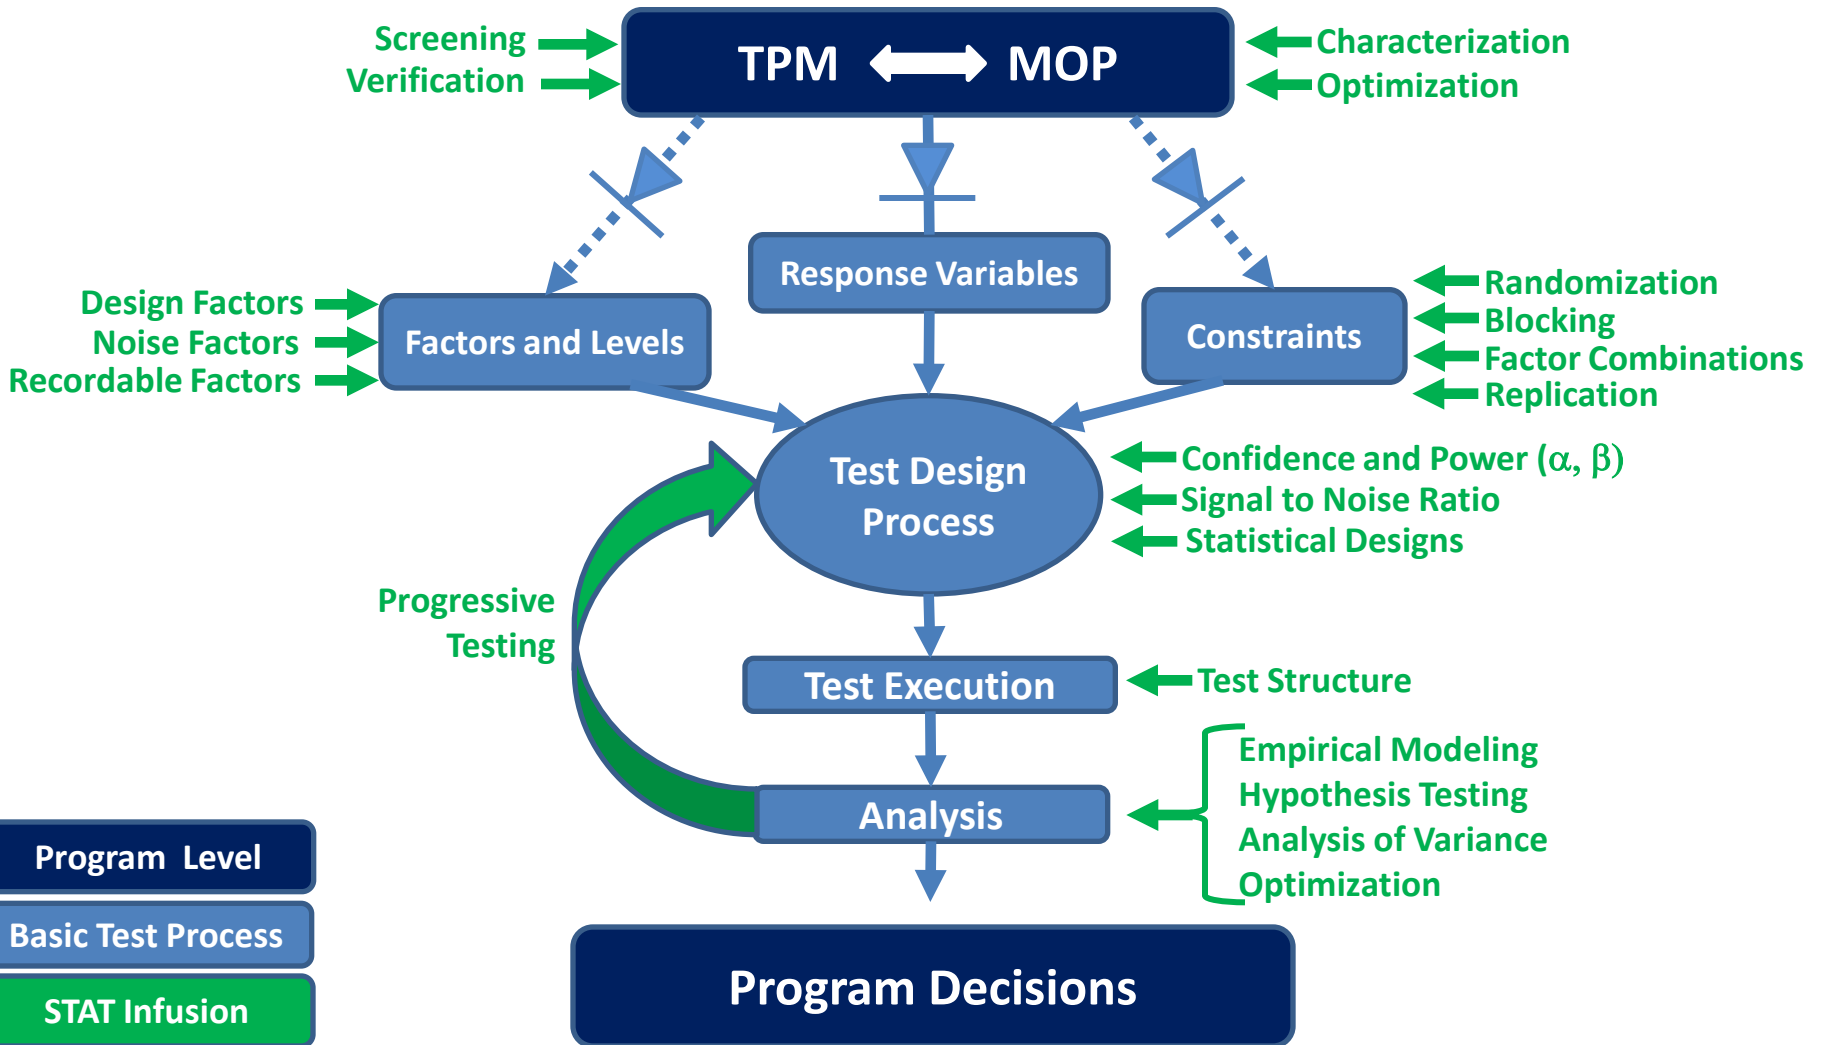 Screening
Verification
TPM MOP
Characterization
Optimization
Response Variables
Design Factors
Noise Factors
Recordable Factors
Factors and Levels
Constraints
Randomization
Blocking
Factor Combinations
Replication
Test Design
Process
Confidence and Power (α, β)
Signal to Noise Ratio
Statistical Designs
Progressive
Testing
Test Execution
Test Structure
Analysis
Empirical Modeling
Hypothesis Testing
Analysis of Variance
Optimization
Program Level
Basic Test Process
STAT Infusion
Program Decisions